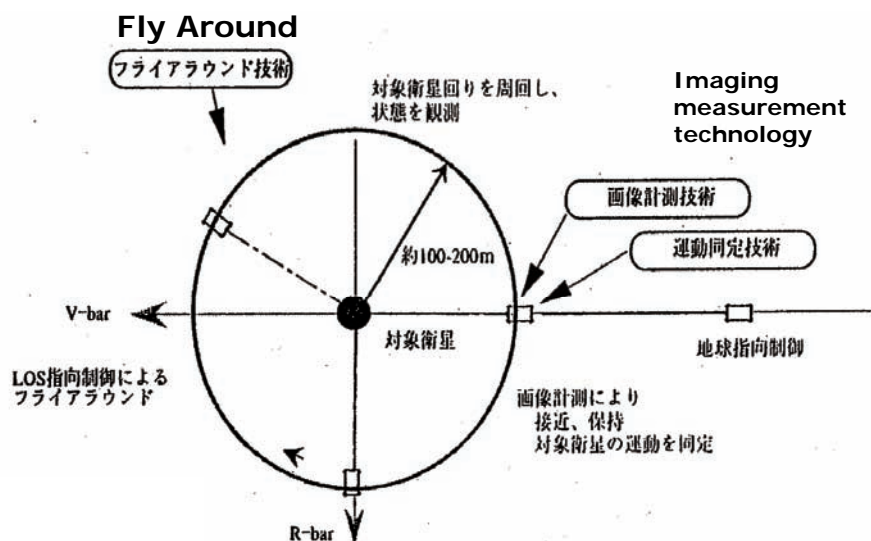 Fly Around
フライアラウンド技術
対象衛星回りを周回し、
状態を観測
Imaging
measurement
technology
画像計測技術
運動同定技術
約100-200m
V-bar
対象衛星
地球指向制御
LOS指向制御による
フライアラウンド
画像計測により
接近、保持
対象衛星の運動を同定
R-bar